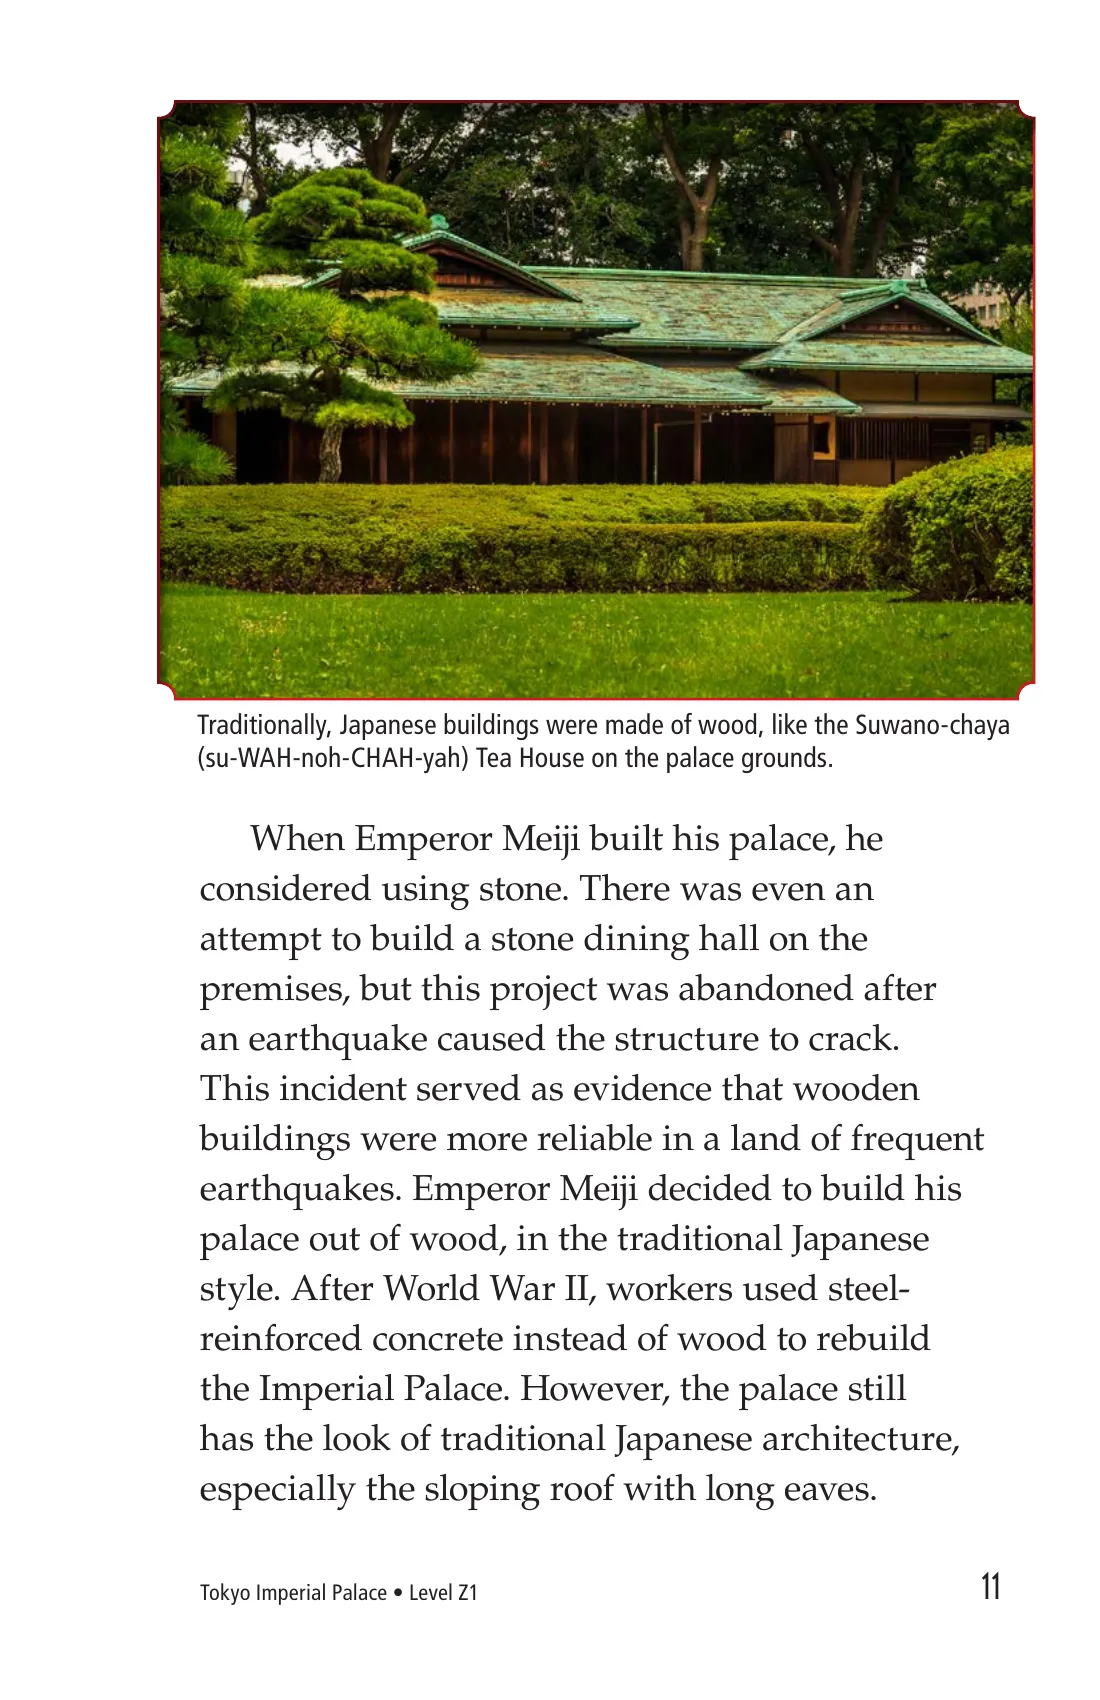 Traditionally, Japanese buildings were made of wood, like the Suwano-chaya
(su-WAH-noh-CHAH-yah) Tea House on the palace grounds.
When Emperor Meiji built his palace, he
considered using stone. There was even an
attempt to build a stone dining hall on the
premises, but this project was abandoned after
an earthquake caused the structure to crack.
This incident served as evidence that wooden
buildings were more reliable in a land of frequent
earthquakes. Emperor Meiji decided to build his
palace out of wood, in the traditional Japanese
style. After World War II, workers used steel-
reinforced concrete instead of wood to rebuild
the Imperial Palace. However, the palace still
has the look of traditional Japanese architecture,
especially the sloping roof with long eaves.
Tokyo Imperial Palace • Level Z1
11